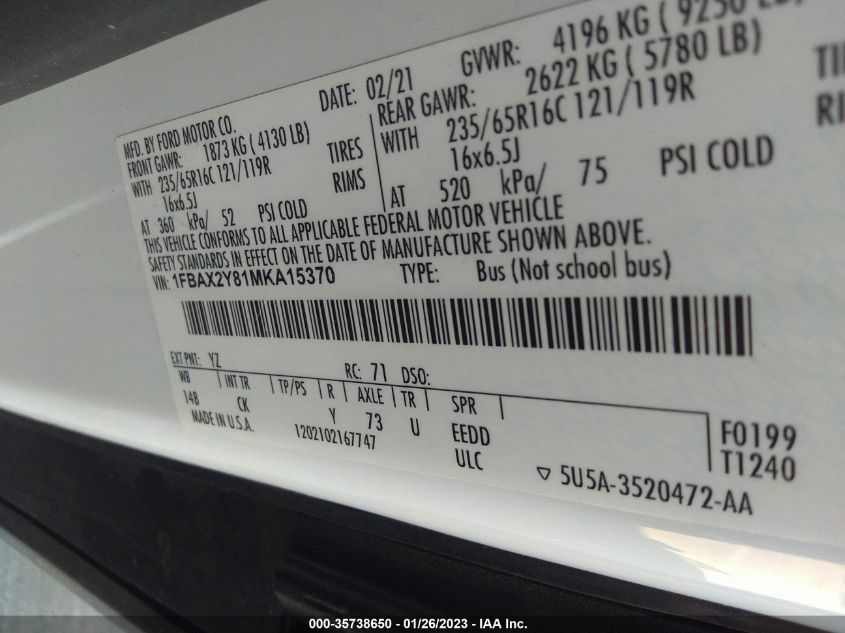 MFD. BY FORD MOTOR CO. DATE: 02/21 GVWR: 4196 KG ( 9250 LB)
FRONT GAWR: 1873 KG ( 4130 LB) REAR GAWR: 2622 KG ( 5780 LB)
WITH 235/65R16C 121/119R TIRES WITH 235/65R16C 121/119R TI
16x6.5J RIMS 16x6.5J RI
AT 360 kPa/ 52 PSI COLD AT 520 kPa/ 75 PSI COLD
THIS VEHICLE CONFORMS TO ALL APPLICABLE FEDERAL MOTOR VEHICLE
SAFETY STANDARDS IN EFFECT ON THE DATE OF MANUFACTURE SHOWN ABOVE.
VIN: 1FBAX2Y81MKA15370 TYPE: Bus (Not school bus)
EXT PNT: YZ RC: 71 DSO:
WB INT TR TP/PS R AXLE TR SPR
14B CK Y 73 U EEDD
MADE IN U.S.A. 1202102167747 ULC
F0199
T1240
5U5A-3520472-AA
000-35738650 - 01/26/2023 - IAA Inc.